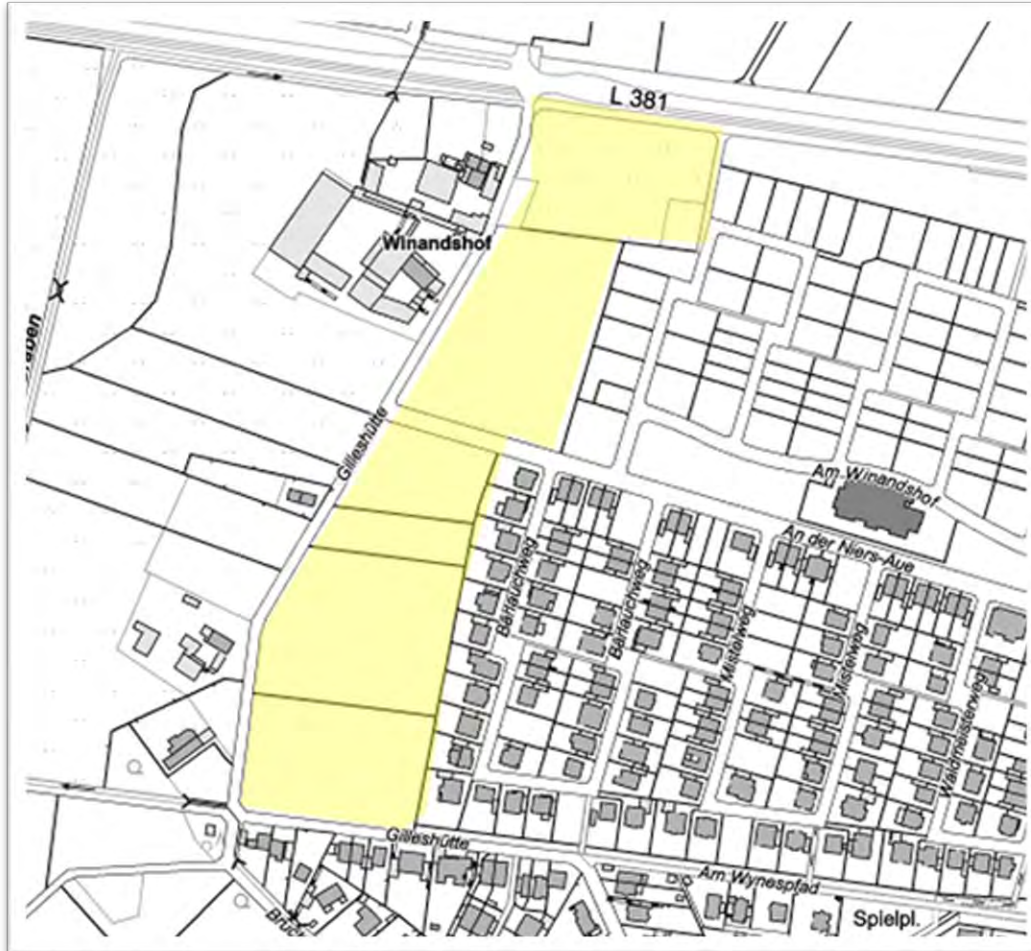 L 381
Winandshof
Gilleshütte
Am Winandshof
An der Niers-Aue
Bärlauchweg
Bärlauchweg
Mistelweg
Mistelweg
Waldmeisterweg
Gilleshütte
Am Wynespfad
Spielpl.